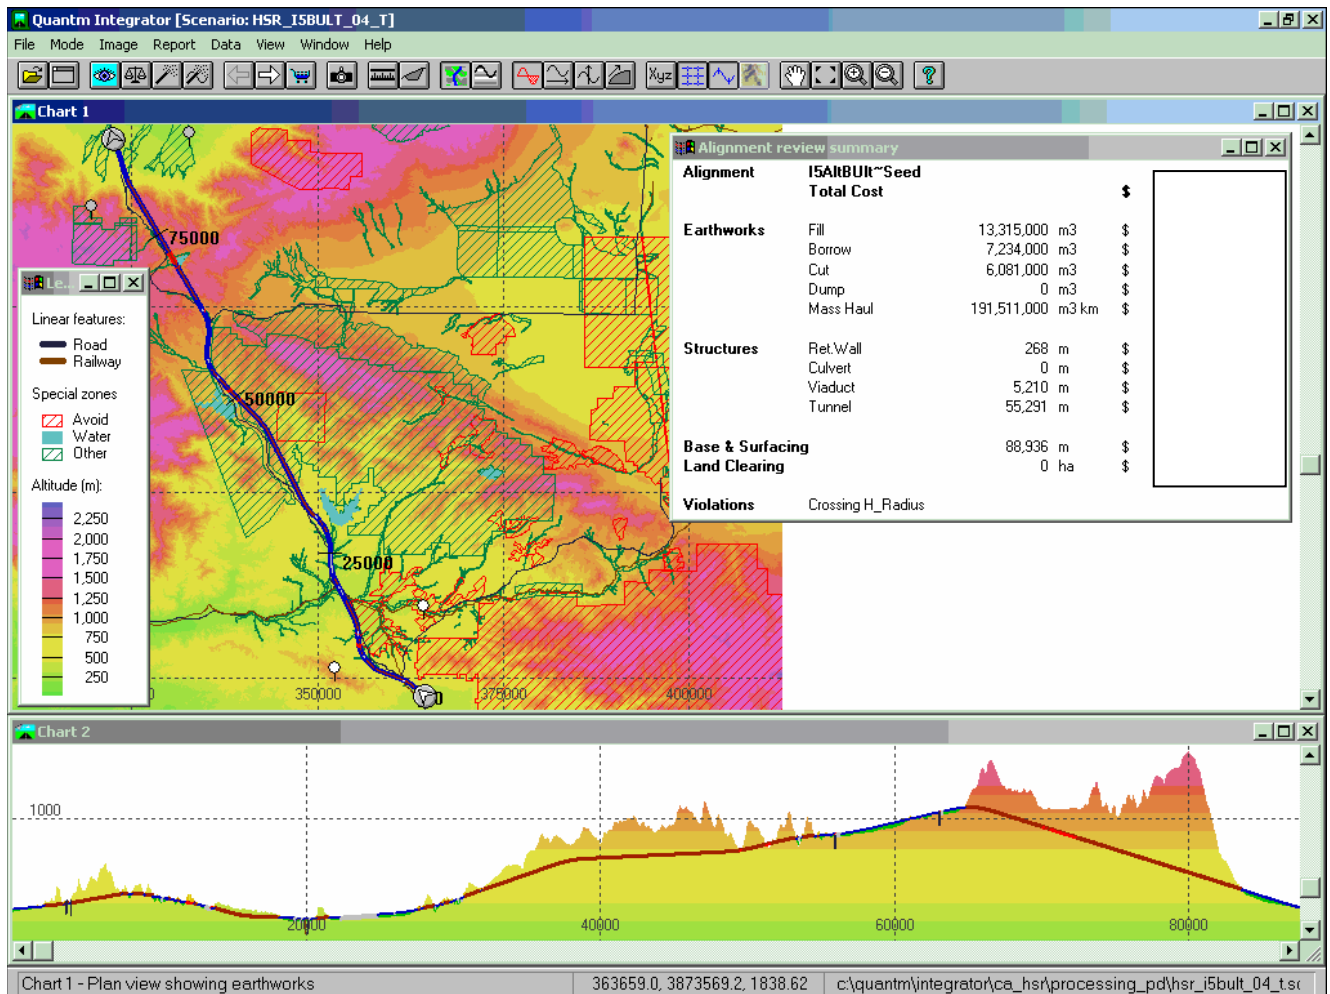 Quantm Integrator [Scenario: HSR_I5BULT_04_T]
File Mode Image Report Data View Window Help
Xyz
?
Chart 1
75000
50000
25000
0
350000 375000 400000
Le...
Linear features:
Road
Railway
Special zones
Avoid
Water
Other
Altitude (m):
2,250
2,000
1,750
1,500
1,250
1,000
750
500
250
Alignment review summary
Alignment I5AltBUlt~Seed
Total Cost $
Earthworks Fill 13,315,000 m3 $
Borrow 7,234,000 m3 $
Cut 6,081,000 m3 $
Dump 0 m3 $
Mass Haul 191,511,000 m3 km $
Structures Ret.Wall 268 m $
Culvert 0 m $
Viaduct 5,210 m $
Tunnel 55,291 m $
Base & Surfacing 88,936 m $
Land Clearing 0 ha $
Violations Crossing H_Radius
Chart 2
1000
20000 40000 60000 80000
Chart 1 - Plan view showing earthworks 363659.0, 3873569.2, 1838.62 c:\quantm\integrator\ca_hsr\processing_pd\hsr_i5bult_04_t.sc